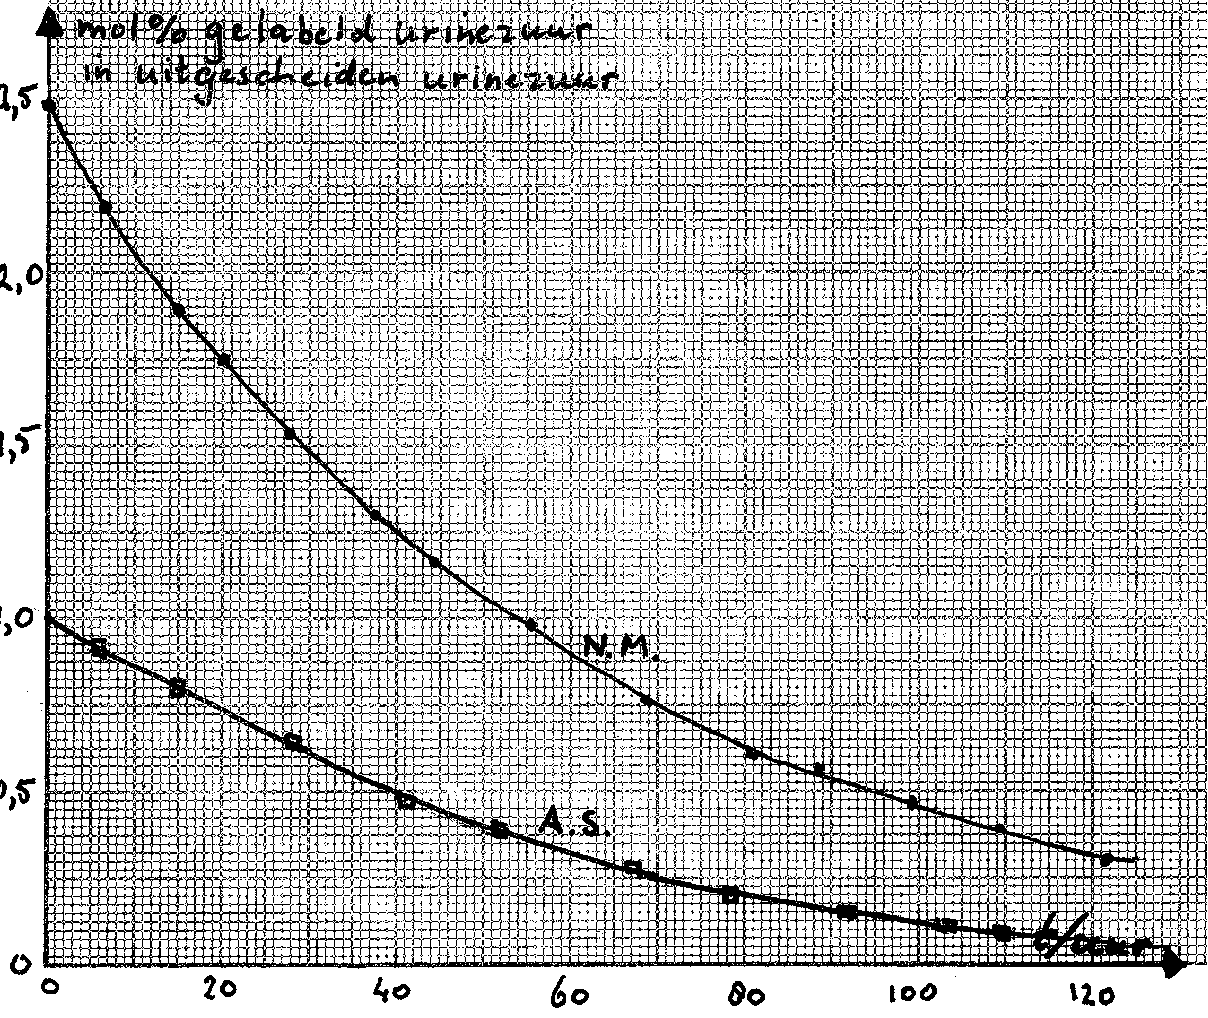 mol% gelabeld urinezuur
in uitgescheiden urinezuur
2,5
2,0
1,5
N.M.
1,0
A.S.
0,5
t/uur
0
0 20 40 60 80 100 120